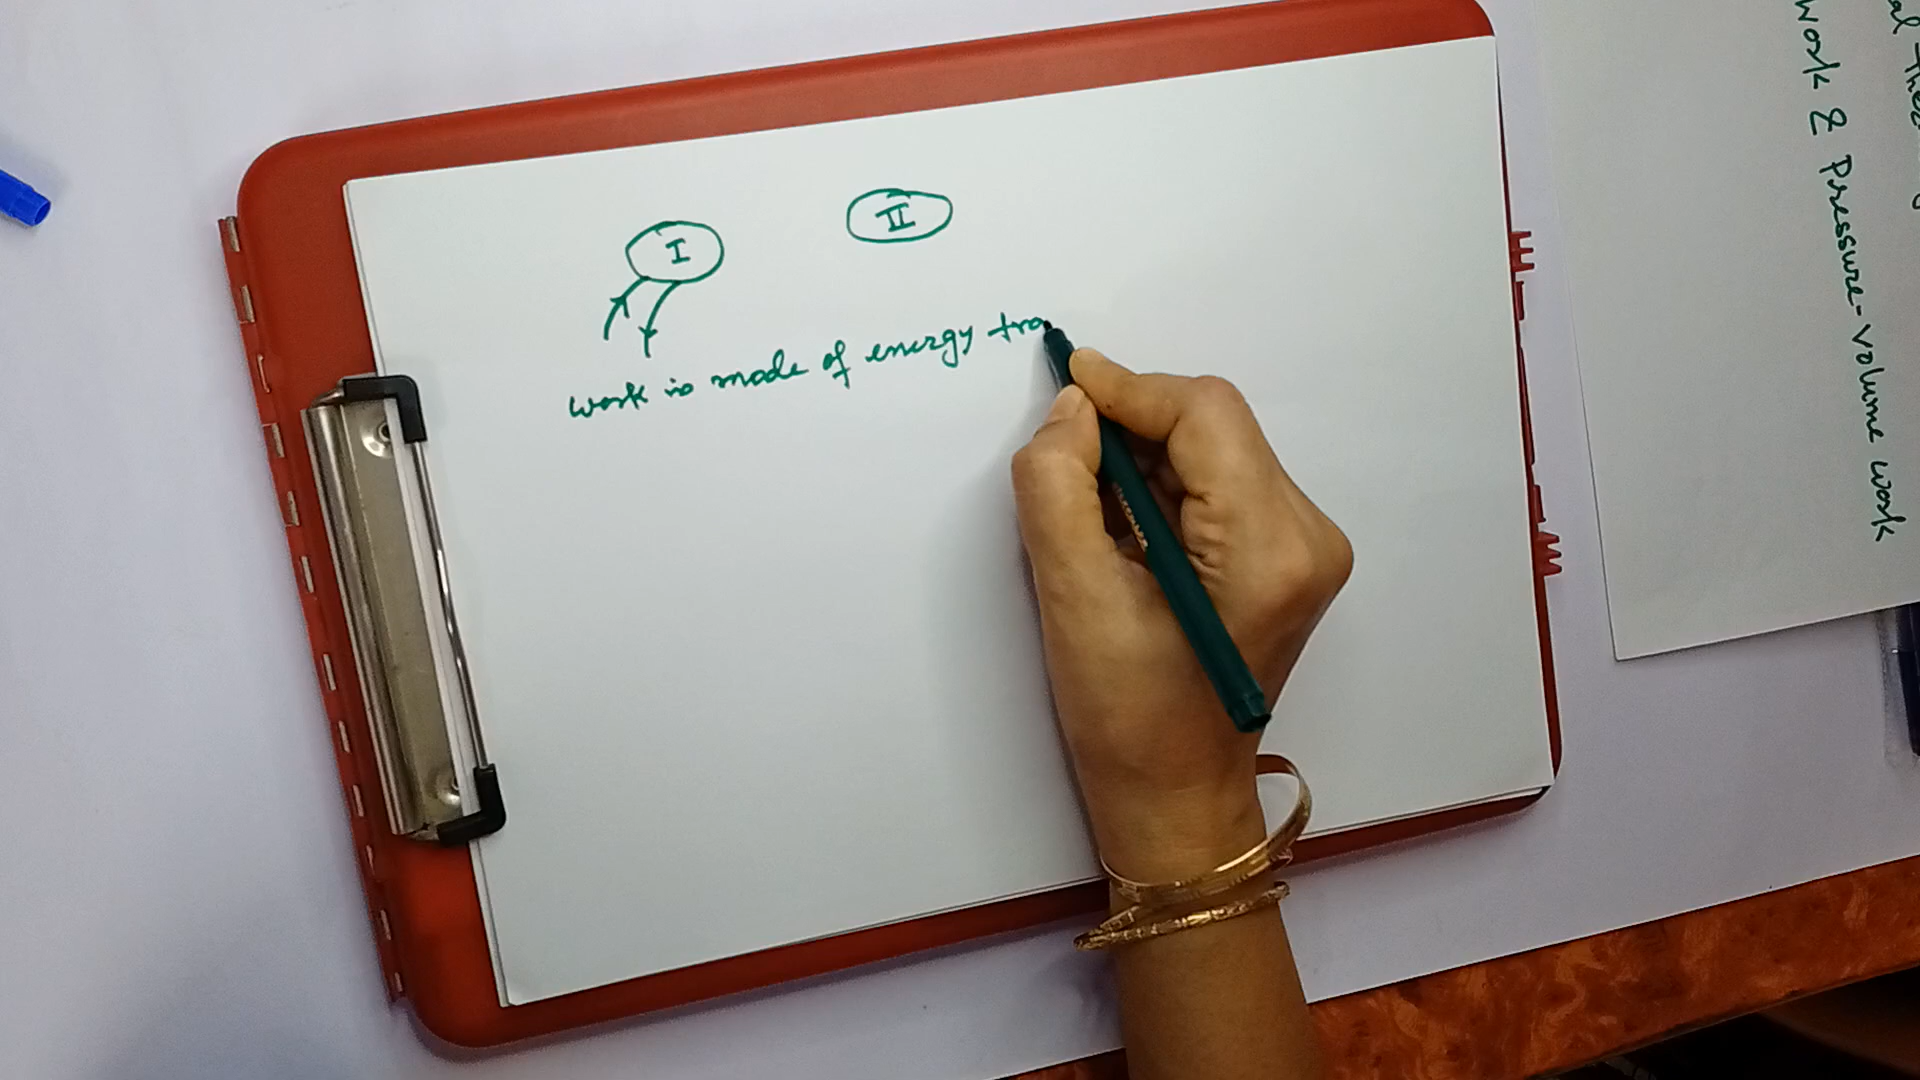 I
II
work is mode of energy tra
work & Pressure-volume work